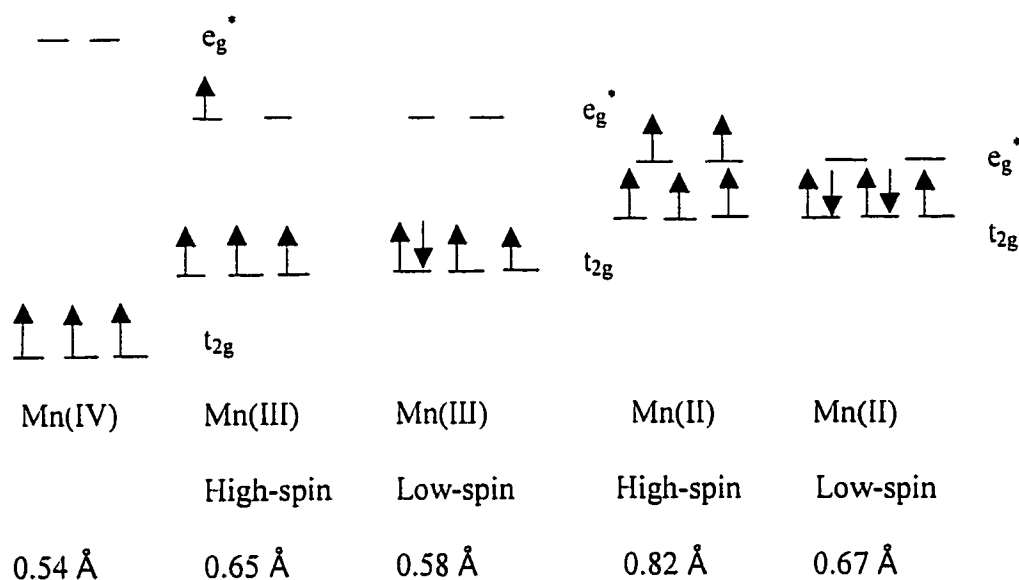 e_g*
e_g*
e_g*
t_2g
t_2g
t_2g
Mn(IV) Mn(III) Mn(III) Mn(II) Mn(II)
High-spin Low-spin High-spin Low-spin
0.54 Å 0.65 Å 0.58 Å 0.82 Å 0.67 Å